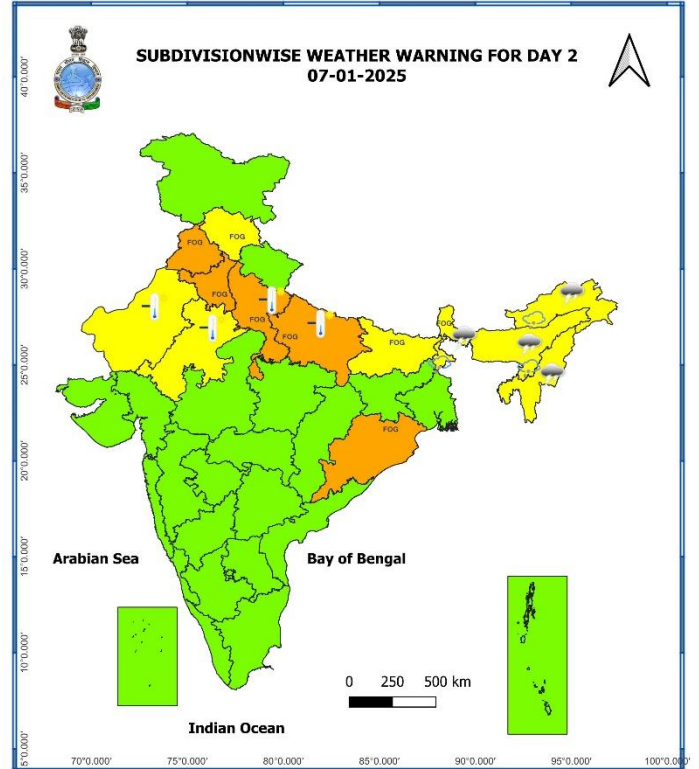 SUBDIVISIONWISE WEATHER WARNING FOR DAY 2
07-01-2025
40°0.000'
35°0.000'
30°0.000'
25°0.000'
20°0.000'
15°0.000'
10°0.000'
5°0.000'
FOG
FOG
FOG
FOG
FOG
FOG
FOG
FOG
Arabian Sea
Bay of Bengal
0 250 500 km
Indian Ocean
70°0.000' 75°0.000' 80°0.000' 85°0.000' 90°0.000' 95°0.000' 100°0.000'